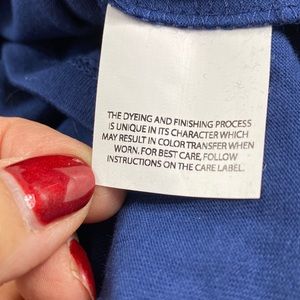 THE DYEING AND FINISHING PROCESS
IS UNIQUE IN ITS CHARACTER WHICH
MAY RESULT IN COLOR TRANSFER WHEN
WORN. FOR BEST CARE, FOLLOW
INSTRUCTIONS ON THE CARE LABEL.